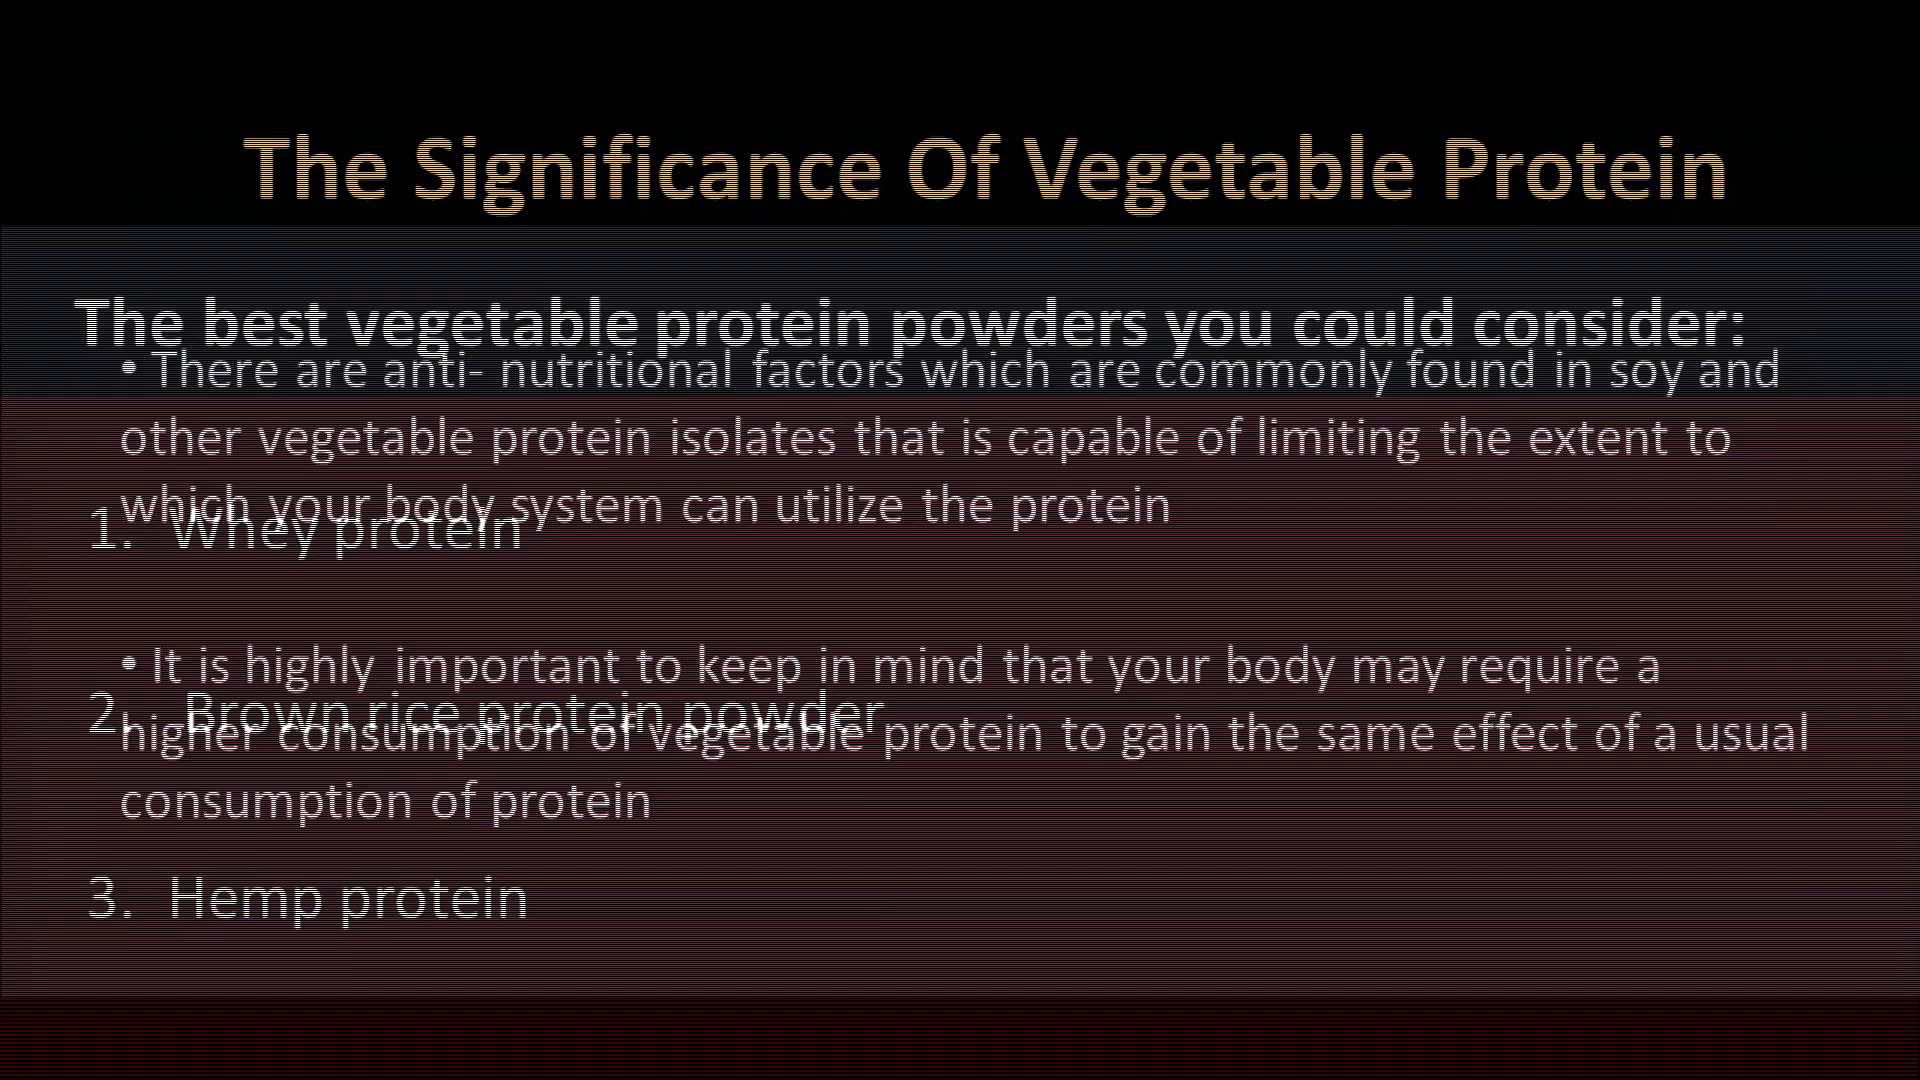 The Significance Of Vegetable Protein
The best vegetable protein powders you could consider:
• There are anti- nutritional factors which are commonly found in soy and
other vegetable protein isolates that is capable of limiting the extent to
which your body system can utilize the protein
1. Whey protein
• It is highly important to keep in mind that your body may require a
2. Brown rice protein powder
higher consumption of vegetable protein to gain the same effect of a usual
consumption of protein
3. Hemp protein